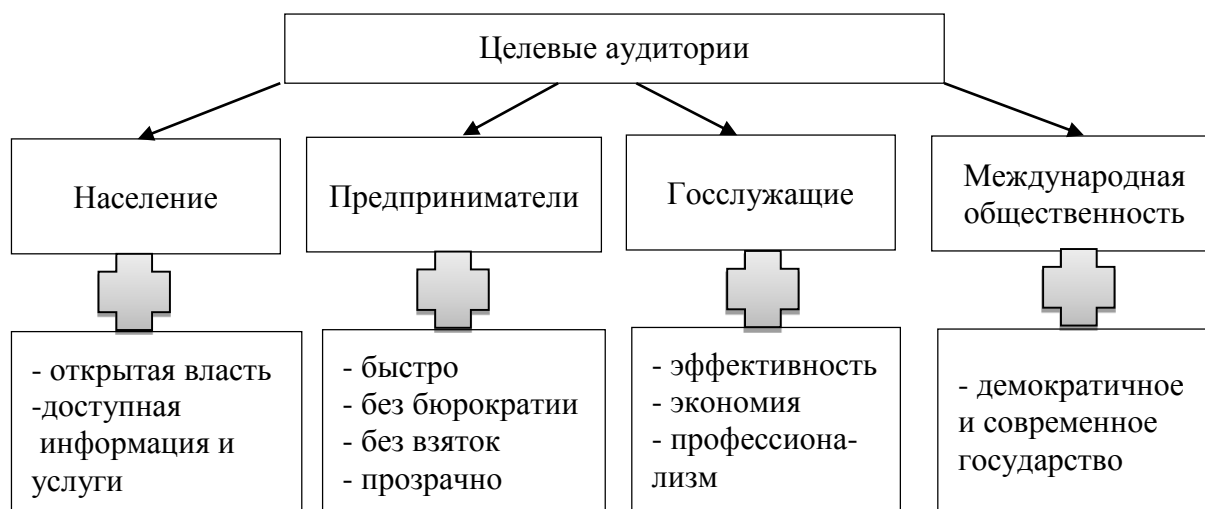 Целевые аудитории
Население
Предприниматели
Госслужащие
Международная
общественность
- открытая власть
-доступная
информация и
услуги
- быстро
- без бюрократии
- без взяток
- прозрачно
- эффективность
- экономия
- профессиона-
лизм
- демократичное
и современное
государство